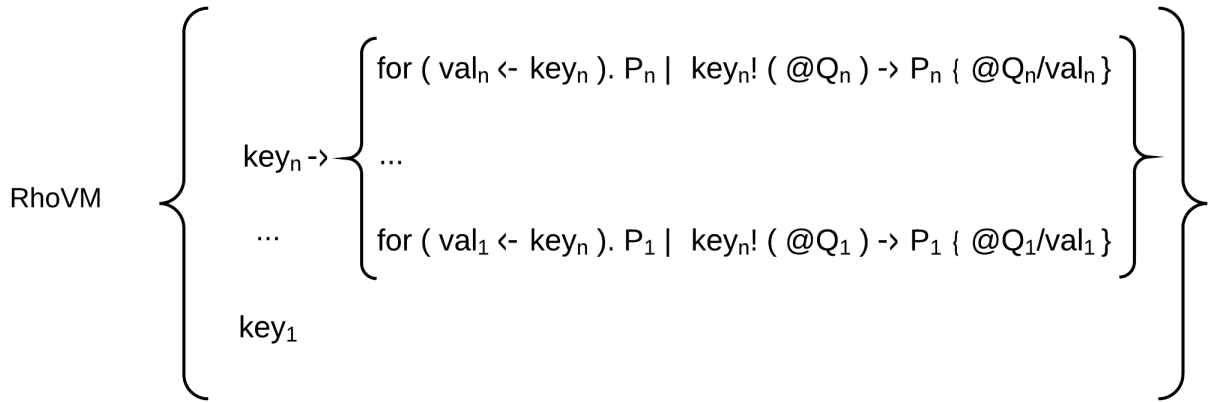 for ( valₙ <- keyₙ ). Pₙ | keyₙ! ( @Qₙ ) -> Pₙ { @Qₙ/valₙ }
keyₙ -> ...
RhoVM
...
for ( val₁ <- keyₙ ). P₁ | keyₙ! ( @Q₁ ) -> P₁ { @Q₁/val₁ }
key₁